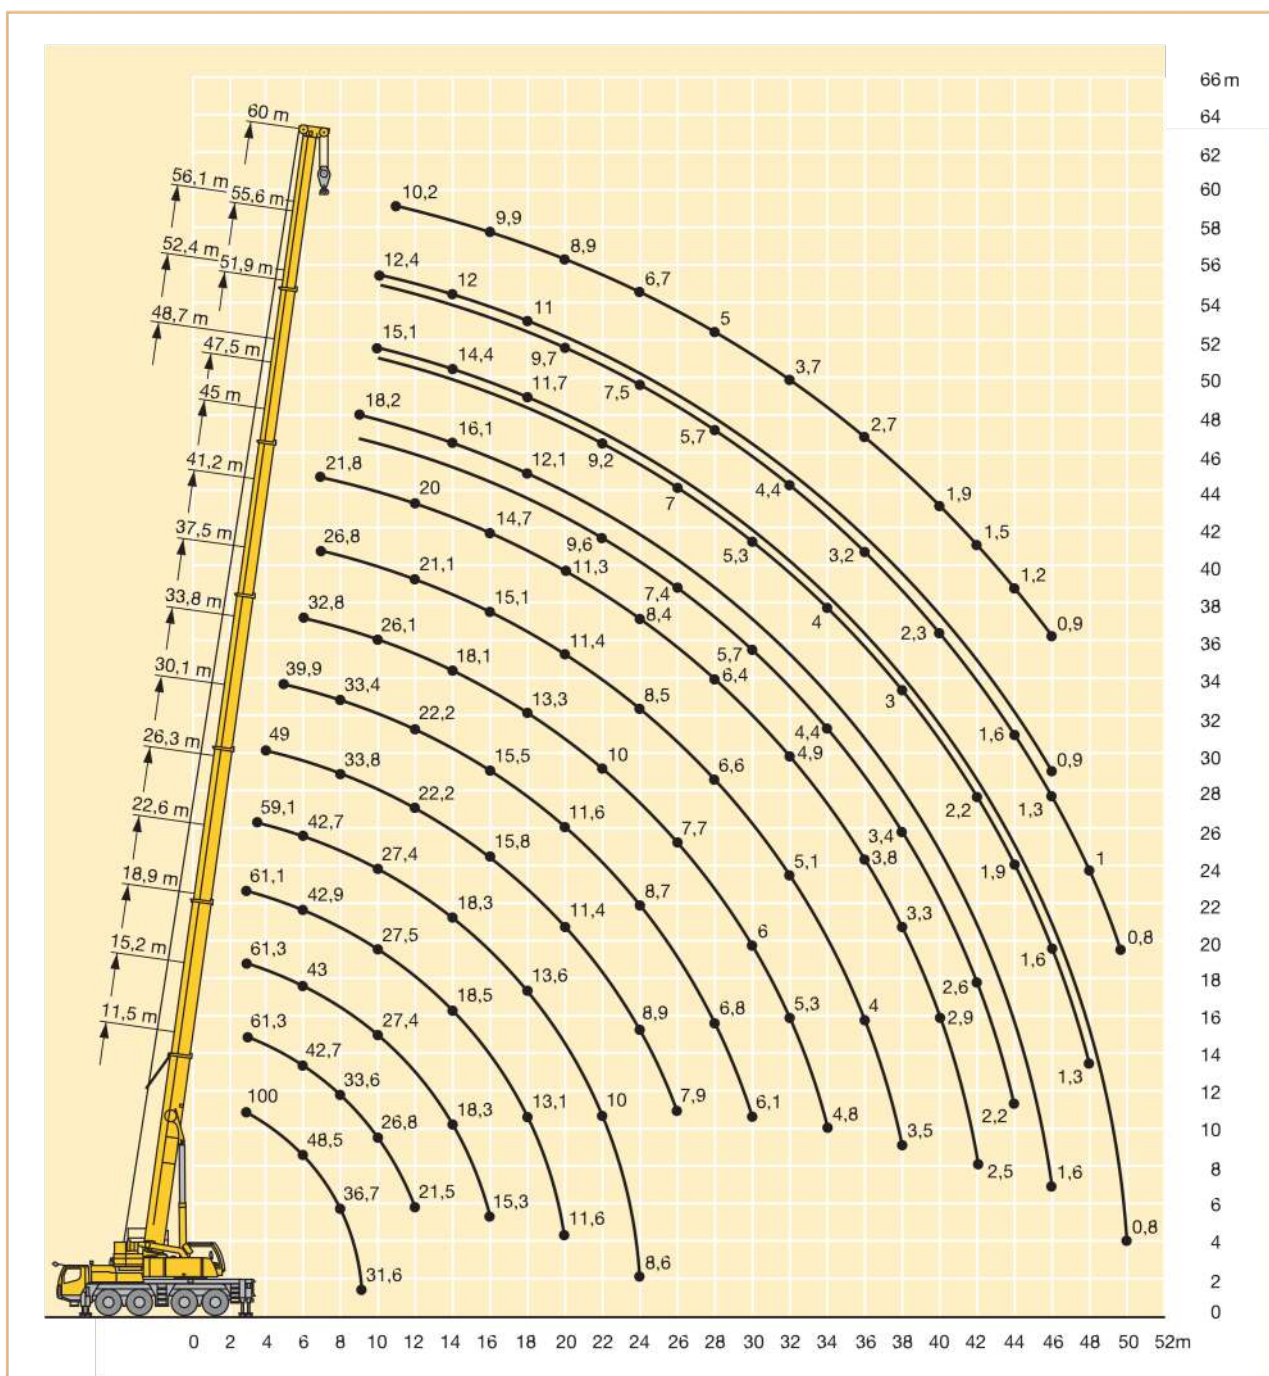 66 m
64
62
60
58
56
54
52
50
48
46
44
42
40
38
36
34
32
30
28
26
24
22
20
18
16
14
12
10
8
6
4
2
0
60 m
56,1 m
55,6 m
52,4 m
51,9 m
48,7 m
47,5 m
45 m
41,2 m
37,5 m
33,8 m
30,1 m
26,3 m
22,6 m
18,9 m
15,2 m
11,5 m
10,2 9,9 8,9 6,7 5 3,7 2,7 1,9 1,5 1,2 0,9
12,4 12 11 0,9
9,7 7,5 5,7 4,4 3,2 2,3 1,6 1,3 1 0,8
15,1 14,4 11,7 0,8
9,2 7 5,3 4 3 2,2 1,9 1,6 1,3
18,2 16,1 12,1 1,6
9,6 7,4 5,7 4,4 3,4 2,6 2,2
21,8 20 14,7 11,3 8,4 6,4 4,9 3,8 3,3 2,9 2,5
26,8 21,1 15,1 11,4 8,5 6,6 5,1 4 3,5
32,8 26,1 18,1 13,3 10 7,7 6 5,3 4,8
39,9 33,4 22,2 15,5 11,6 8,7 6,8 6,1
49 33,8 22,2 15,8 11,4 8,9 7,9
59,1 42,7 27,4 18,3 13,6 10 8,6
61,1 42,9 27,5 18,5 13,1 11,6
61,3 43 27,4 18,3 15,3
61,3 42,7 33,6 26,8 21,5
100 48,5 36,7 31,6
0 2 4 6 8 10 12 14 16 18 20 22 24 26 28 30 32 34 36 38 40 42 44 46 48 50 52m